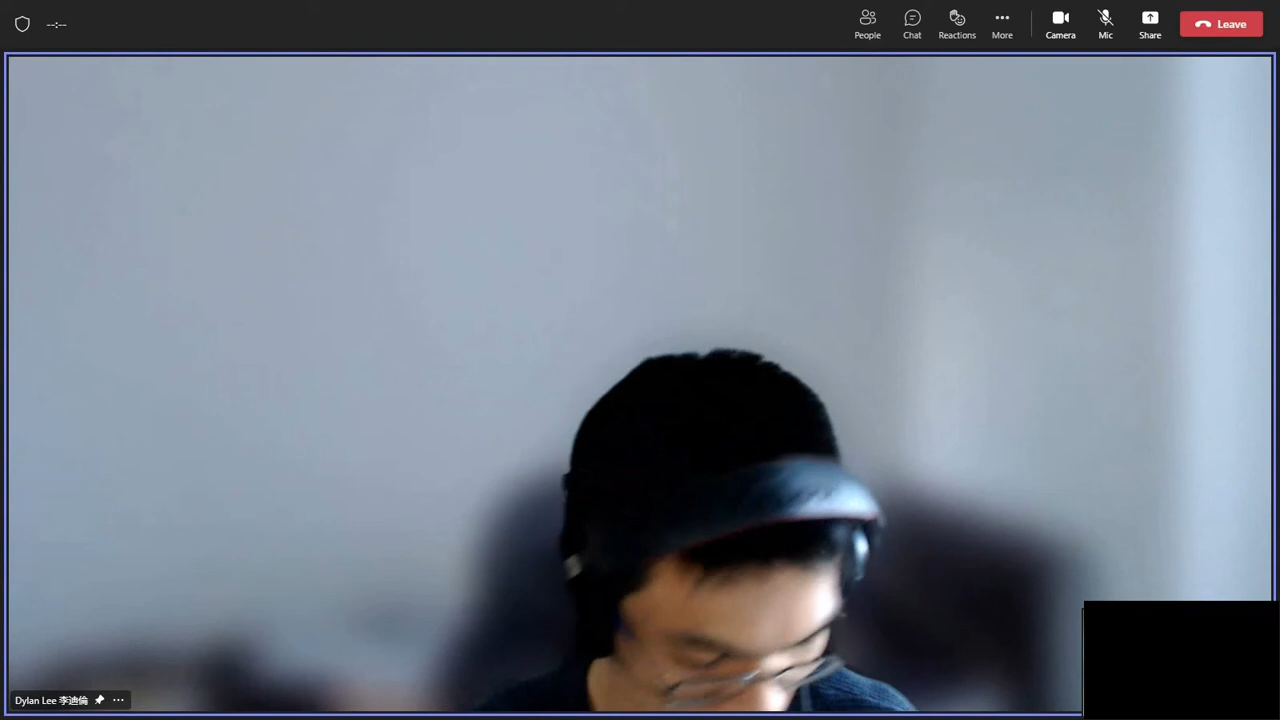 --:--
People
Chat
Reactions
More
Camera
Mic
Share
Leave
Dylan Lee 李迪倫